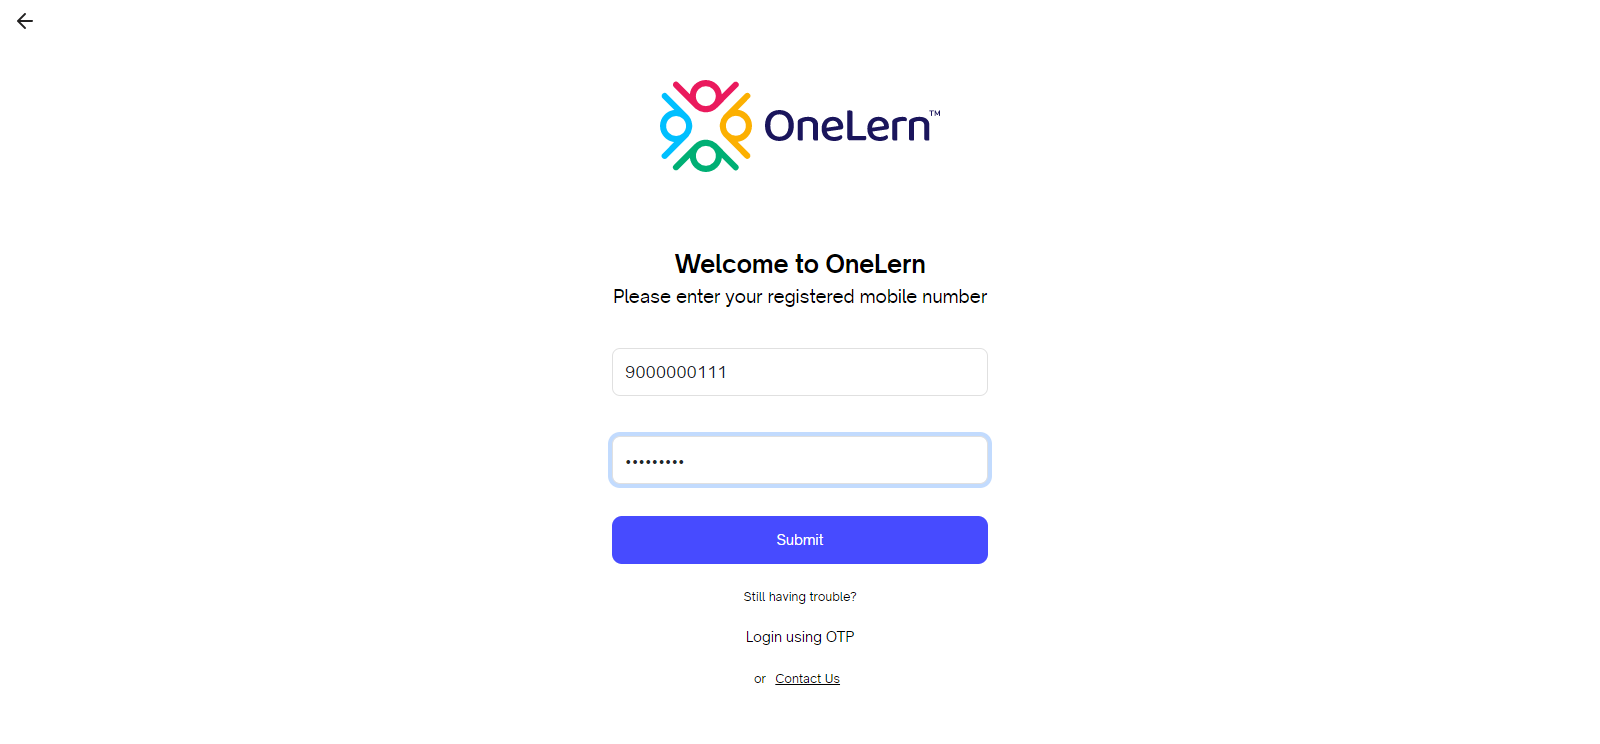 OneLern™
Welcome to OneLern
Please enter your registered mobile number
9000000111
•••••••••
Submit
Still having trouble?
Login using OTP
or Contact Us